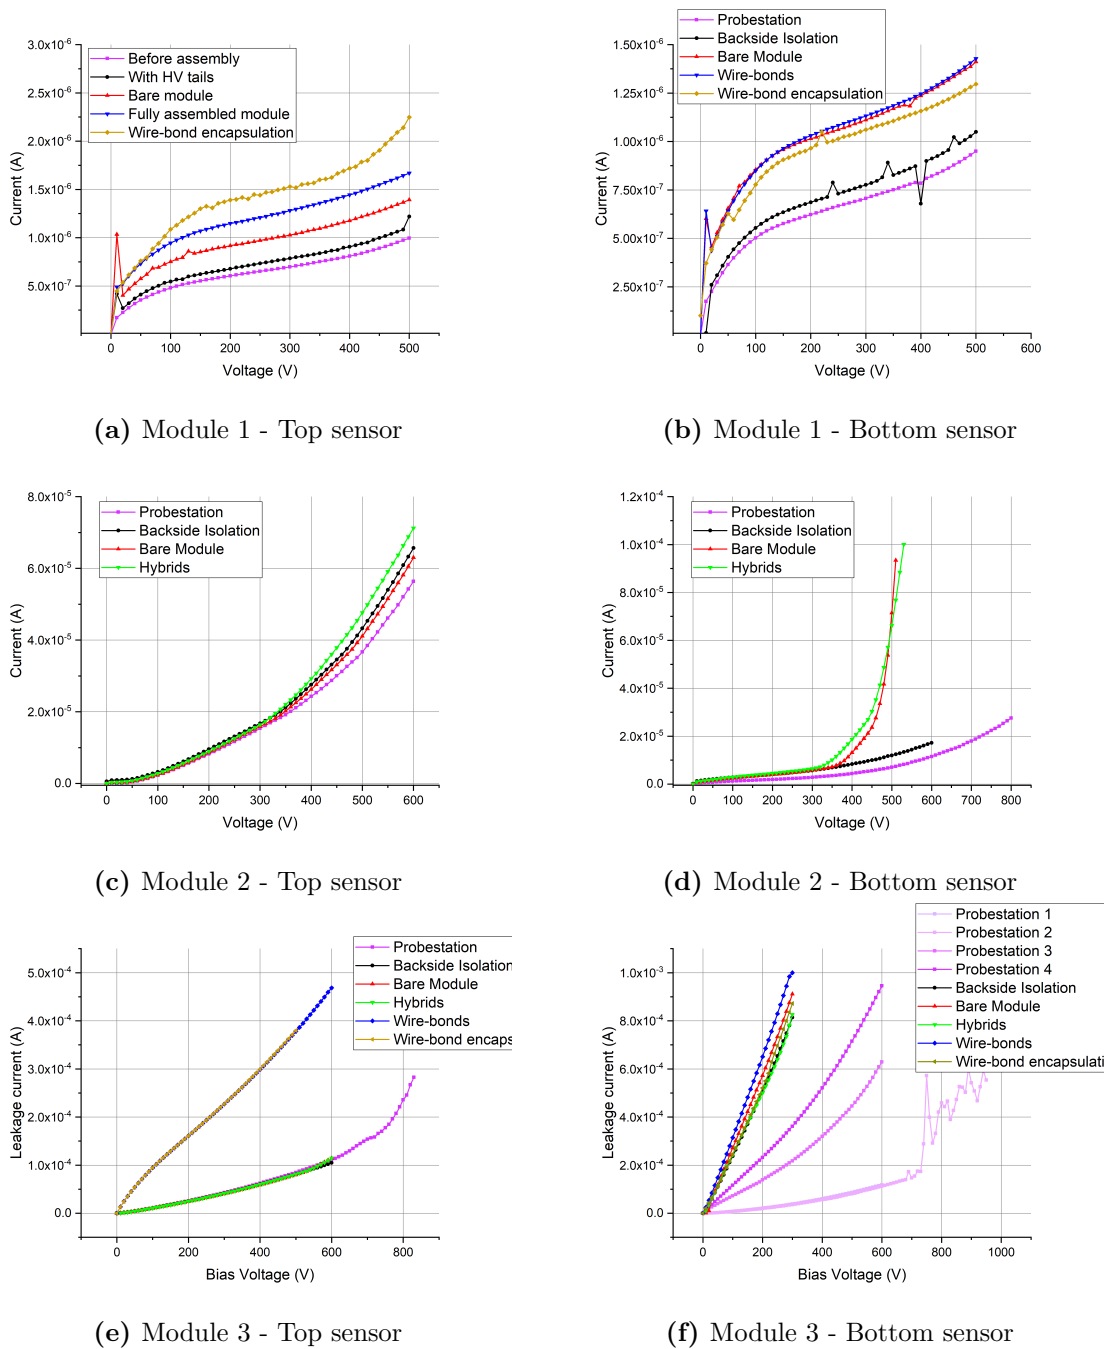 3.0x10⁻⁶
2.5x10⁻⁶
2.0x10⁻⁶
1.5x10⁻⁶
1.0x10⁻⁶
5.0x10⁻⁷
Current (A)
Before assembly
With HV tails
Bare module
Fully assembled module
Wire-bond encapsulation
0 100 200 300 400 500
Voltage (V)
(a) Module 1 - Top sensor
1.50x10⁻⁶
1.25x10⁻⁶
1.00x10⁻⁶
7.50x10⁻⁷
5.00x10⁻⁷
2.50x10⁻⁷
Current (A)
Probestation
Backside Isolation
Bare Module
Wire-bonds
Wire-bond encapsulation
0 100 200 300 400 500 600
Voltage (V)
(b) Module 1 - Bottom sensor
8.0x10⁻⁵
6.0x10⁻⁵
4.0x10⁻⁵
2.0x10⁻⁵
0.0
Current (A)
Probestation
Backside Isolation
Bare Module
Hybrids
0 100 200 300 400 500 600
Voltage (V)
(c) Module 2 - Top sensor
1.2x10⁻⁴
1.0x10⁻⁴
8.0x10⁻⁵
6.0x10⁻⁵
4.0x10⁻⁵
2.0x10⁻⁵
0.0
Current (A)
Probestation
Backside Isolation
Bare Module
Hybrids
0 100 200 300 400 500 600 700 800
Voltage (V)
(d) Module 2 - Bottom sensor
5.0x10⁻⁴
4.0x10⁻⁴
3.0x10⁻⁴
2.0x10⁻⁴
1.0x10⁻⁴
0.0
Leakage current (A)
Probestation
Backside Isolation
Bare Module
Hybrids
Wire-bonds
Wire-bond encaps
0 200 400 600 800
Bias Voltage (V)
(e) Module 3 - Top sensor
1.0x10⁻³
8.0x10⁻⁴
6.0x10⁻⁴
4.0x10⁻⁴
2.0x10⁻⁴
0.0
Leakage current (A)
Probestation 1
Probestation 2
Probestation 3
Probestation 4
Backside Isolation
Bare Module
Hybrids
Wire-bonds
Wire-bond encapsulati
0 200 400 600 800 1000
Bias Voltage (V)
(f) Module 3 - Bottom sensor